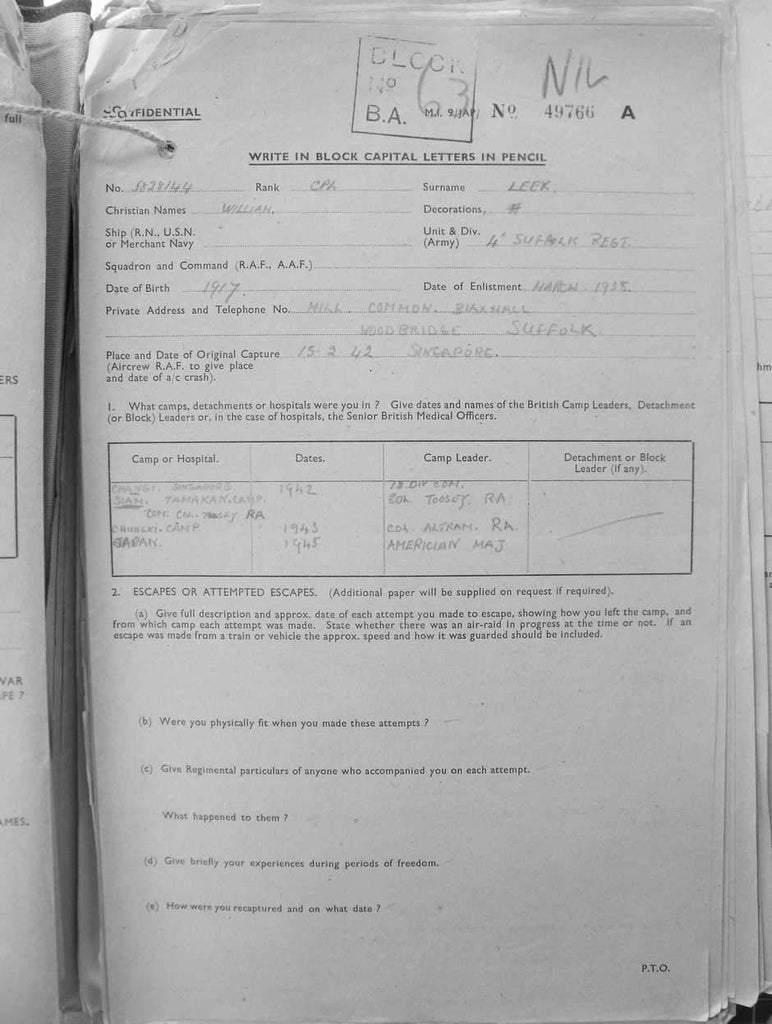 full
BLOCK
No 63
B.A.
NIL
CONFIDENTIAL
M.I. 9/JAP/ No 49766 A
WRITE IN BLOCK CAPITAL LETTERS IN PENCIL
No. 5828144 Rank CPL Surname LEEK.
Christian Names WILLIAM. Decorations.
Ship (R.N., U.S.N. or Merchant Navy
Unit & Div. (Army) 4" SUFFOLK REGT.
Squadron and Command (R.A.F., A.A.F.)
Date of Birth 1917. Date of Enlistment MARCH 1938.
Private Address and Telephone No. MILL. COMMON. BLAXHALL
WOODBRIDGE SUFFOLK.
Place and Date of Original Capture 15-2 42 SINGAPORE.
(Aircrew R.A.F. to give place
and date of a/c crash).
1. What camps, detachments or hospitals were you in ? Give dates and names of the British Camp Leaders, Detachment
(or Block) Leaders or, in the case of hospitals, the Senior British Medical Officers.
Camp or Hospital. Dates. Camp Leader. Detachment or Block
Leader (if any).
CHANGI. SINGAPORE. 1942 18.DIV COM.
SIAM. TAMAKAN.CAMP. COL. TOOSEY. RA
COM: COL. TOOSEY RA
CHUNGKI. CAMP 1943 COL. RA.
JAPAN. 1945 AMERICIAN MAJ
2. ESCAPES OR ATTEMPTED ESCAPES. (Additional paper will be supplied on request if required).
(a) Give full description and approx. date of each attempt you made to escape, showing how you left the camp, and
from which camp each attempt was made. State whether there was an air-raid in progress at the time or not. If an
escape was made from a train or vehicle the approx. speed and how it was guarded should be included.
(b) Were you physically fit when you made these attempts ?
(c) Give Regimental particulars of anyone who accompanied you on each attempt.
What happened to them ?
(d) Give briefly your experiences during periods of freedom.
(e) How were you recaptured and on what date ?
P.T.O.